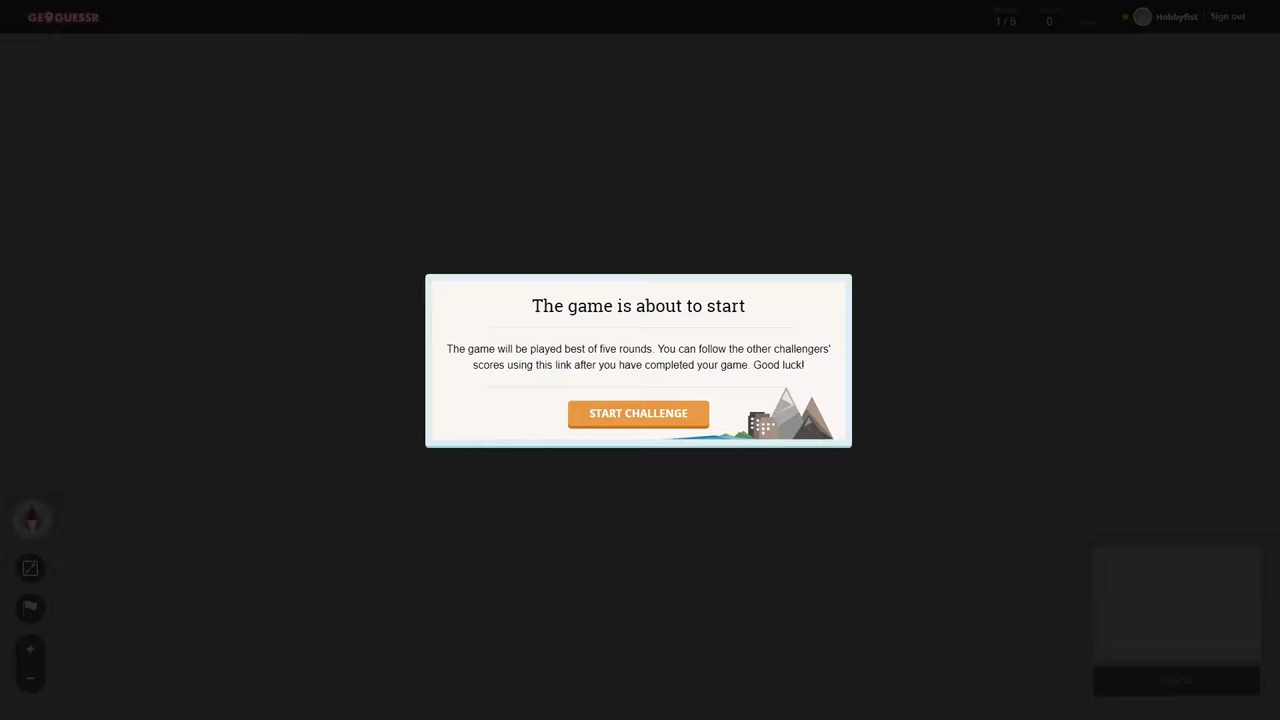 GEOGUESSR
1 / 5
0
Hobbyfist
Sign out
The game is about to start
The game will be played best of five rounds. You can follow the other challengers'
scores using this link after you have completed your game. Good luck!
START CHALLENGE
+
−